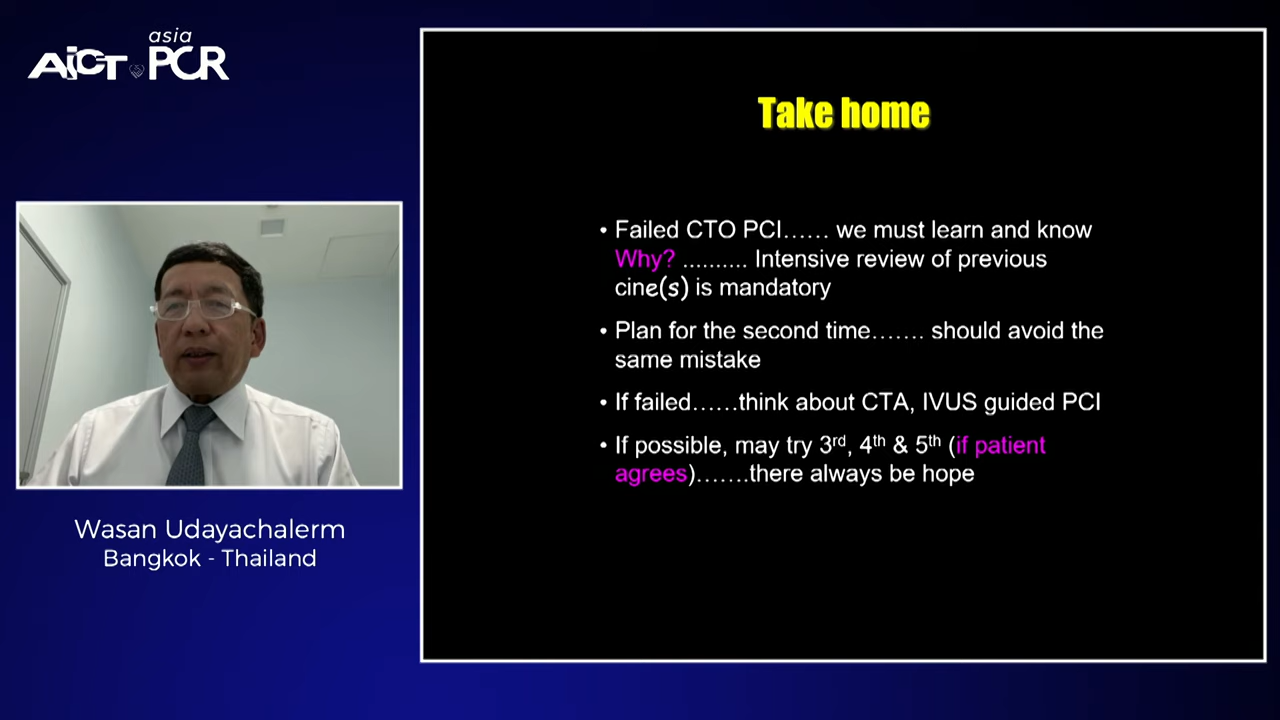 asia
AICT PCR
Take home
• Failed CTO PCI…… we must learn and know
Why? .......... Intensive review of previous
cine(s) is mandatory
• Plan for the second time……. should avoid the
same mistake
• If failed……think about CTA, IVUS guided PCI
• If possible, may try 3rd, 4th & 5th (if patient
agrees)…….there always be hope
Wasan Udayachalerm
Bangkok - Thailand